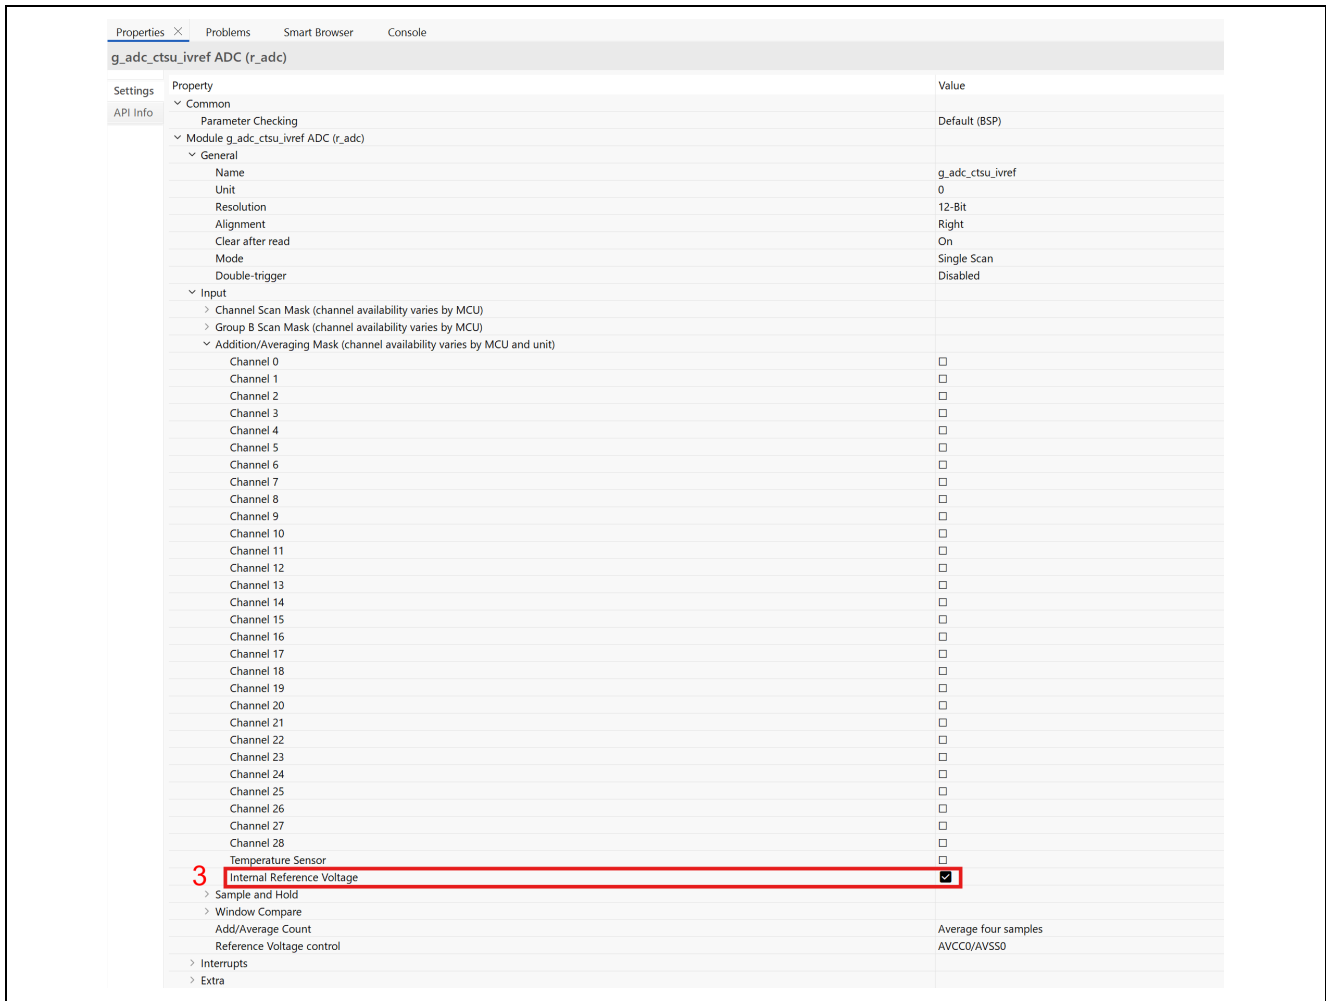 Properties Problems Smart Browser Console
g_adc_ctsu_ivref ADC (r_adc)
Settings
API Info
Property Value
Common
Parameter Checking Default (BSP)
Module g_adc_ctsu_ivref ADC (r_adc)
General
Name g_adc_ctsu_ivref
Unit 0
Resolution 12-Bit
Alignment Right
Clear after read On
Mode Single Scan
Double-trigger Disabled
Input
Channel Scan Mask (channel availability varies by MCU)
Group B Scan Mask (channel availability varies by MCU)
Addition/Averaging Mask (channel availability varies by MCU and unit)
Channel 0
Channel 1
Channel 2
Channel 3
Channel 4
Channel 5
Channel 6
Channel 7
Channel 8
Channel 9
Channel 10
Channel 11
Channel 12
Channel 13
Channel 14
Channel 15
Channel 16
Channel 17
Channel 18
Channel 19
Channel 20
Channel 21
Channel 22
Channel 23
Channel 24
Channel 25
Channel 26
Channel 27
Channel 28
Temperature Sensor
3 Internal Reference Voltage
Sample and Hold
Window Compare
Add/Average Count Average four samples
Reference Voltage control AVCC0/AVSS0
Interrupts
Extra